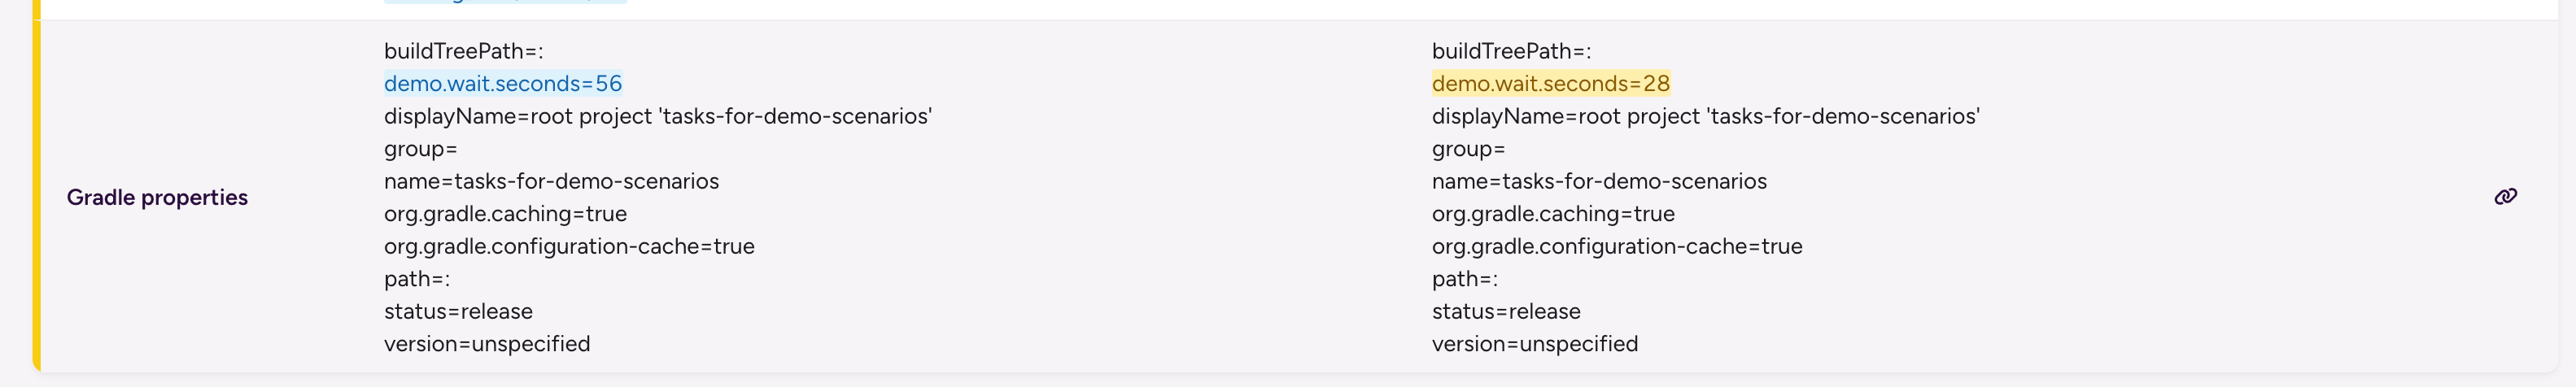 Gradle properties
buildTreePath=:
demo.wait.seconds=56
displayName=root project 'tasks-for-demo-scenarios'
group=
name=tasks-for-demo-scenarios
org.gradle.caching=true
org.gradle.configuration-cache=true
path=:
status=release
version=unspecified
buildTreePath=:
demo.wait.seconds=28
displayName=root project 'tasks-for-demo-scenarios'
group=
name=tasks-for-demo-scenarios
org.gradle.caching=true
org.gradle.configuration-cache=true
path=:
status=release
version=unspecified